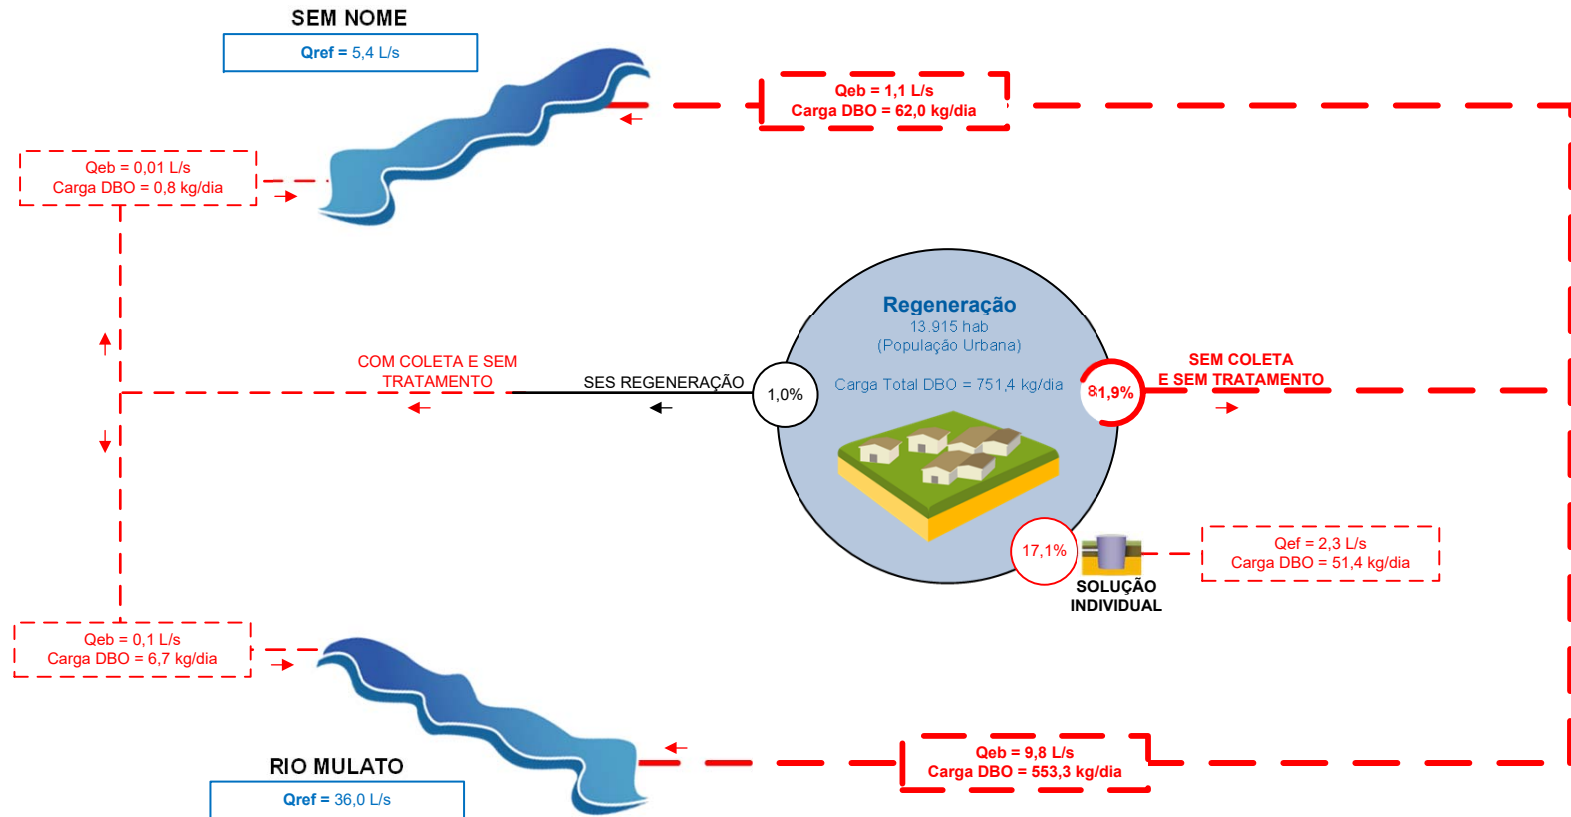 SEM NOME
Qref = 5,4 L/s
Qeb = 1,1 L/s
Carga DBO = 62,0 kg/dia
Qeb = 0,01 L/s
Carga DBO = 0,8 kg/dia
Regeneração
13.915 hab
(População Urbana)
Carga Total DBO = 751,4 kg/dia
COM COLETA E SEM
TRATAMENTO
SES REGENERAÇÃO
1,0%
81,9%
SEM COLETA
E SEM TRATAMENTO
17,1%
SOLUÇÃO
INDIVIDUAL
Qef = 2,3 L/s
Carga DBO = 51,4 kg/dia
Qeb = 0,1 L/s
Carga DBO = 6,7 kg/dia
RIO MULATO
Qref = 36,0 L/s
Qeb = 9,8 L/s
Carga DBO = 553,3 kg/dia